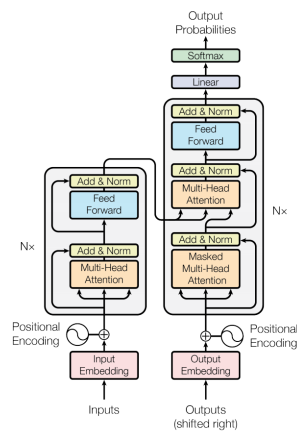 Output
Probabilities
Softmax
Linear
Add & Norm
Feed
Forward
Add & Norm
Multi-Head
Attention
Add & Norm
Masked
Multi-Head
Attention
N×
Positional
Encoding
Output
Embedding
Outputs
(shifted right)
Add & Norm
Feed
Forward
N×
Add & Norm
Multi-Head
Attention
Positional
Encoding
Input
Embedding
Inputs